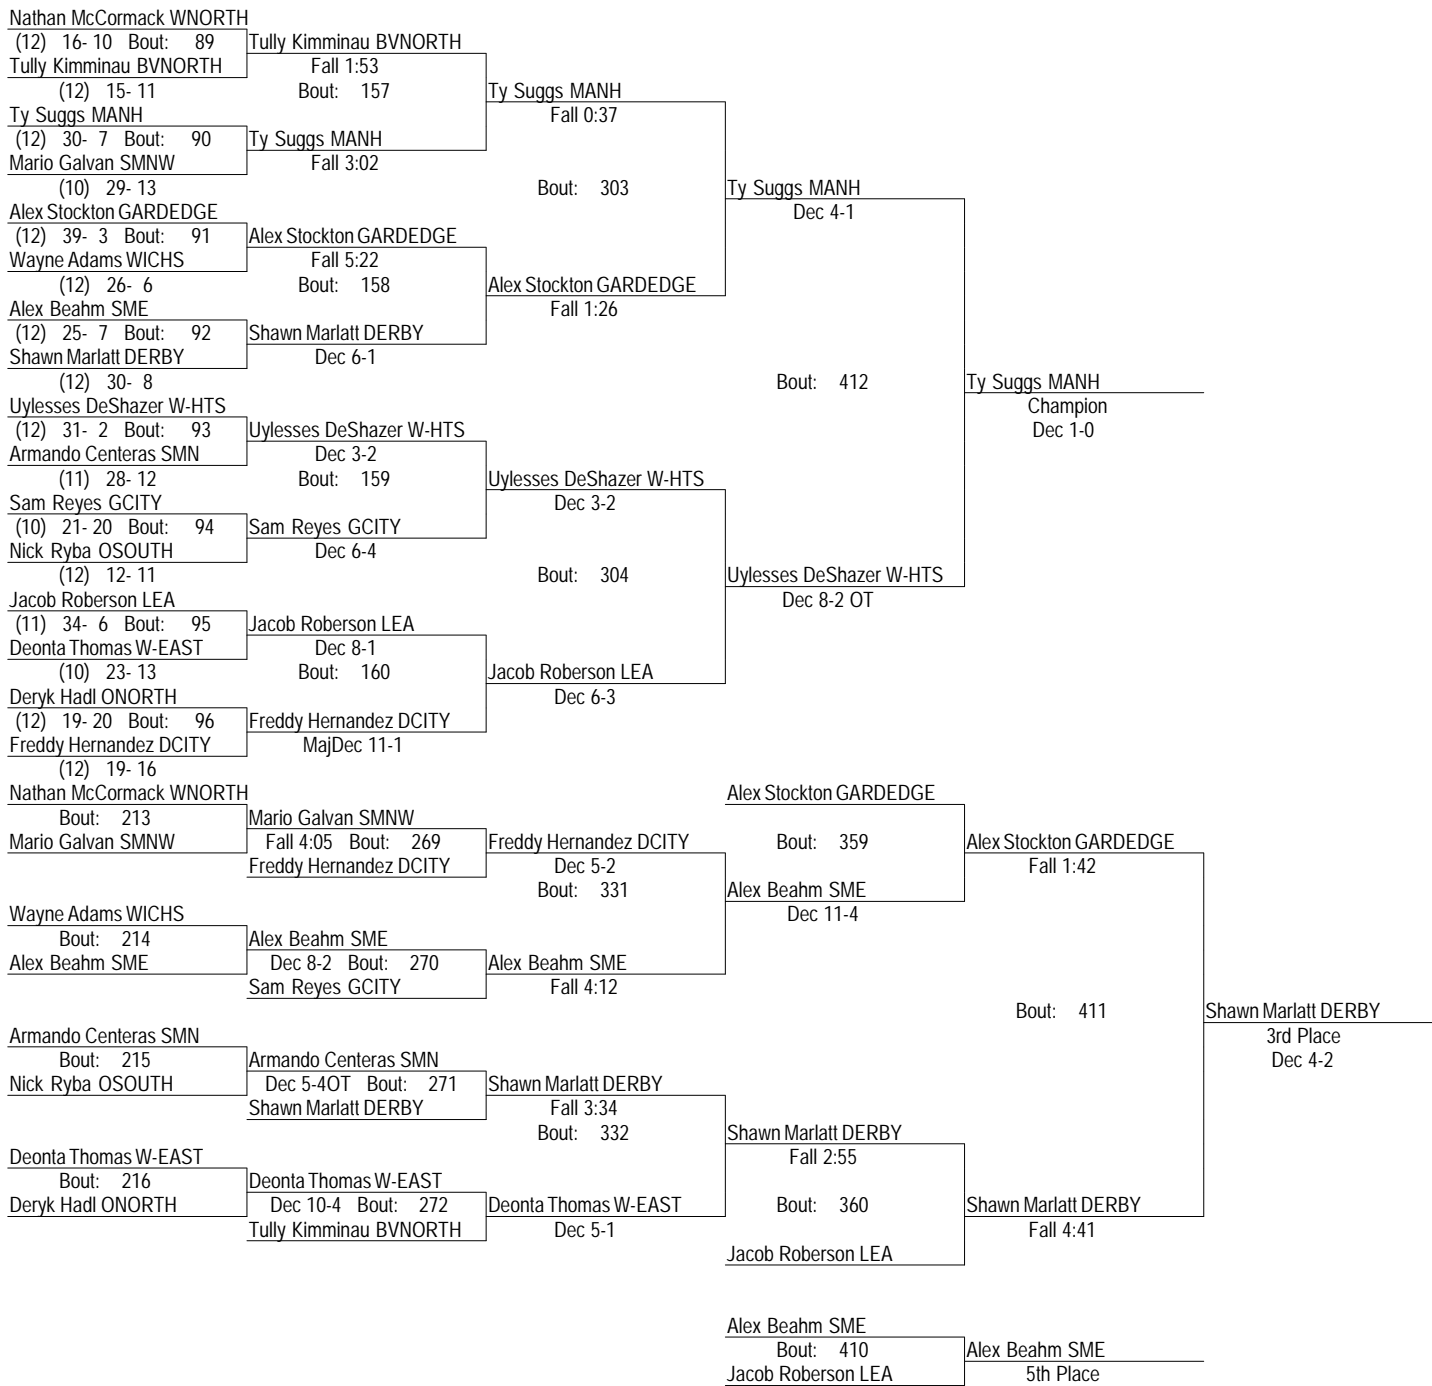 Nathan McCormack WNORTH
(12) 16- 10 Bout: 89 Tully Kimminau BVNORTH
Tully Kimminau BVNORTH Fall 1:53
(12) 15- 11 Bout: 157 Ty Suggs MANH
Ty Suggs MANH Fall 0:37
(12) 30- 7 Bout: 90 Ty Suggs MANH
Mario Galvan SMNW Fall 3:02
(10) 29- 13 Bout: 303 Ty Suggs MANH
Alex Stockton GARDEDGE Dec 4-1
(12) 39- 3 Bout: 91 Alex Stockton GARDEDGE
Wayne Adams WICHS Fall 5:22
(12) 26- 6 Bout: 158 Alex Stockton GARDEDGE
Alex Beahm SME Fall 1:26
(12) 25- 7 Bout: 92 Shawn Marlatt DERBY
Shawn Marlatt DERBY Dec 6-1
(12) 30- 8 Bout: 412 Ty Suggs MANH
Uylesses DeShazer W-HTS Champion
(12) 31- 2 Bout: 93 Uylesses DeShazer W-HTS Dec 1-0
Armando Centeras SMN Dec 3-2
(11) 28- 12 Bout: 159 Uylesses DeShazer W-HTS
Sam Reyes GCITY Dec 3-2
(10) 21- 20 Bout: 94 Sam Reyes GCITY
Nick Ryba OSOUTH Dec 6-4
(12) 12- 11 Bout: 304 Uylesses DeShazer W-HTS
Jacob Roberson LEA Dec 8-2 OT
(11) 34- 6 Bout: 95 Jacob Roberson LEA
Deonta Thomas W-EAST Dec 8-1
(10) 23- 13 Bout: 160 Jacob Roberson LEA
Deryk Hadl ONORTH Dec 6-3
(12) 19- 20 Bout: 96 Freddy Hernandez DCITY
Freddy Hernandez DCITY MajDec 11-1
(12) 19- 16
Nathan McCormack WNORTH Alex Stockton GARDEDGE
Bout: 213 Mario Galvan SMNW
Mario Galvan SMNW Fall 4:05 Bout: 269 Freddy Hernandez DCITY Bout: 359 Alex Stockton GARDEDGE
Freddy Hernandez DCITY Dec 5-2 Fall 1:42
Bout: 331 Alex Beahm SME
Wayne Adams WICHS Dec 11-4
Bout: 214 Alex Beahm SME
Alex Beahm SME Dec 8-2 Bout: 270 Alex Beahm SME
Sam Reyes GCITY Fall 4:12
Bout: 411 Shawn Marlatt DERBY
Armando Centeras SMN 3rd Place
Bout: 215 Armando Centeras SMN Dec 4-2
Nick Ryba OSOUTH Dec 5-4OT Bout: 271 Shawn Marlatt DERBY
Shawn Marlatt DERBY Fall 3:34
Bout: 332 Shawn Marlatt DERBY
Deonta Thomas W-EAST Fall 2:55
Bout: 216 Deonta Thomas W-EAST
Deryk Hadl ONORTH Dec 10-4 Bout: 272 Deonta Thomas W-EAST Bout: 360 Shawn Marlatt DERBY
Tully Kimminau BVNORTH Dec 5-1 Fall 4:41
Jacob Roberson LEA
Alex Beahm SME
Bout: 410 Alex Beahm SME
Jacob Roberson LEA 5th Place